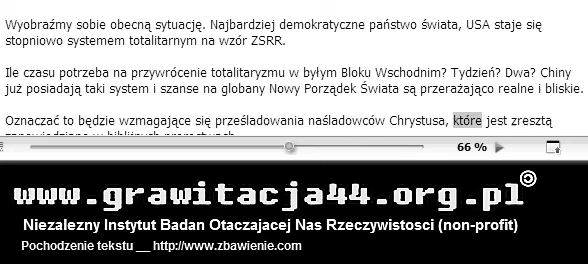 Wyobraźmy sobie obecną sytuację. Najbardziej demokratyczne państwo świata, USA staje się
stopniowo systemem totalitarnym na wzór ZSRR.
Ile czasu potrzeba na przywrócenie totalitaryzmu w byłym Bloku Wschodnim? Tydzień? Dwa? Chiny
już posiadają taki system i szanse na globany Nowy Porządek Świata są przerażająco realne i bliskie.
Oznaczać to będzie wzmagające się prześladowania naśladowców Chrystusa, które jest zresztą
zapowiedziane w biblijnych proroctwach
66 %
www.grawitacja44.org.pl©
Niezalezny Instytut Badan Otaczajacej Nas Rzeczywistosci (non-profit)
Pochodzenie tekstu __ http://www.zbawienie.com